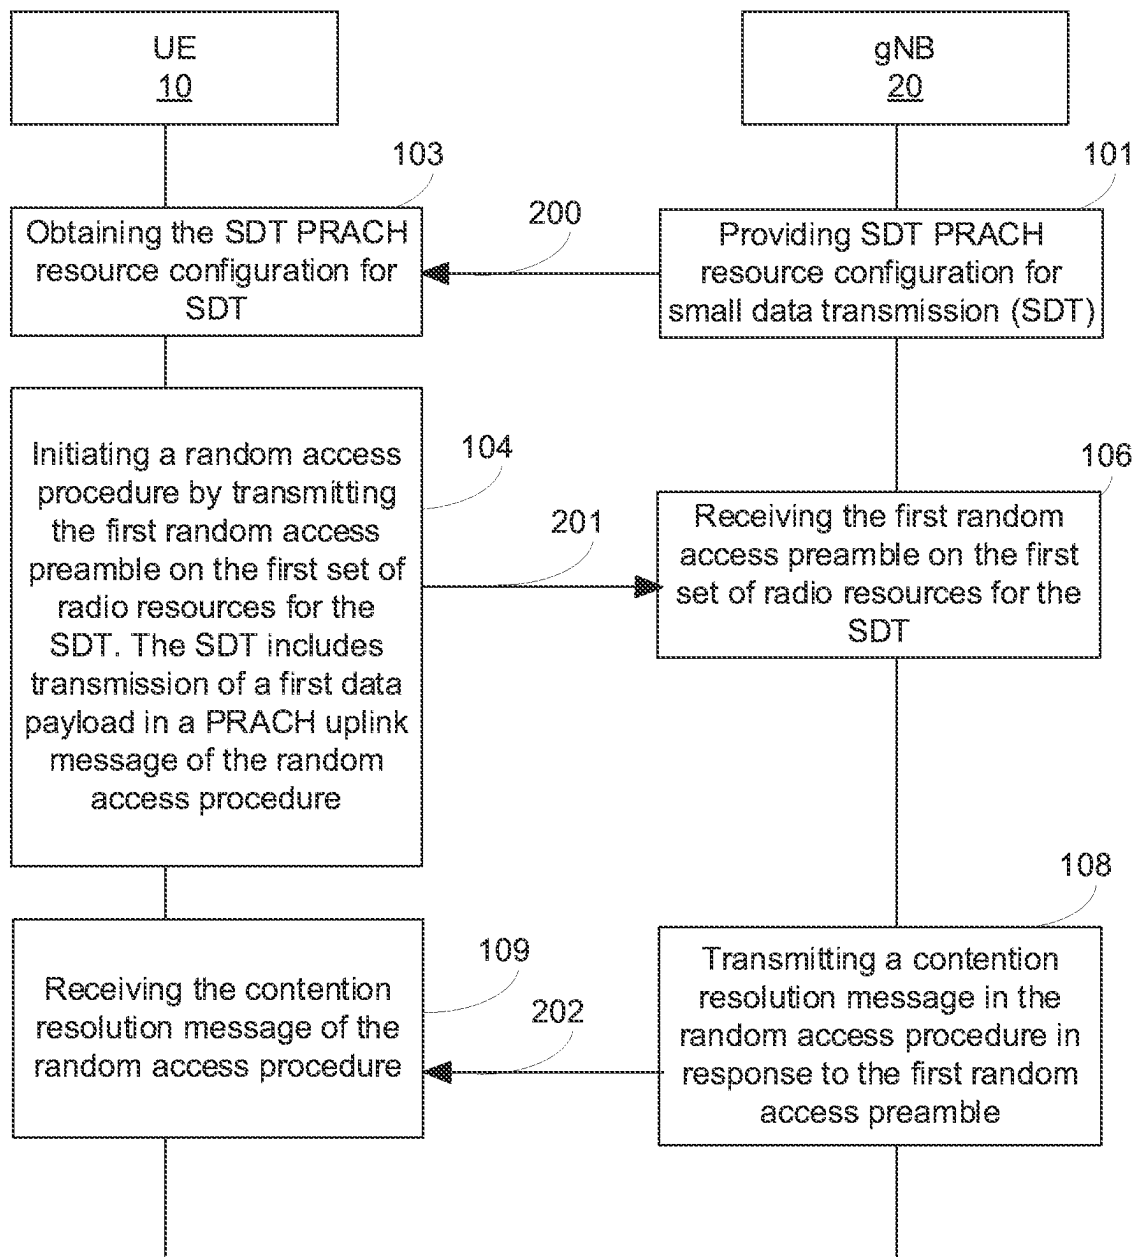 UE
10
gNB
20
103
101
Obtaining the SDT PRACH
resource configuration for
SDT
200
Providing SDT PRACH
resource configuration for
small data transmission (SDT)
Initiating a random access
procedure by transmitting
the first random access
preamble on the first set of
radio resources for the
SDT. The SDT includes
transmission of a first data
payload in a PRACH uplink
message of the random
access procedure
104
201
106
Receiving the first random
access preamble on the first
set of radio resources for the
SDT
108
Receiving the contention
resolution message of the
random access procedure
109
202
Transmitting a contention
resolution message in the
random access procedure in
response to the first random
access preamble